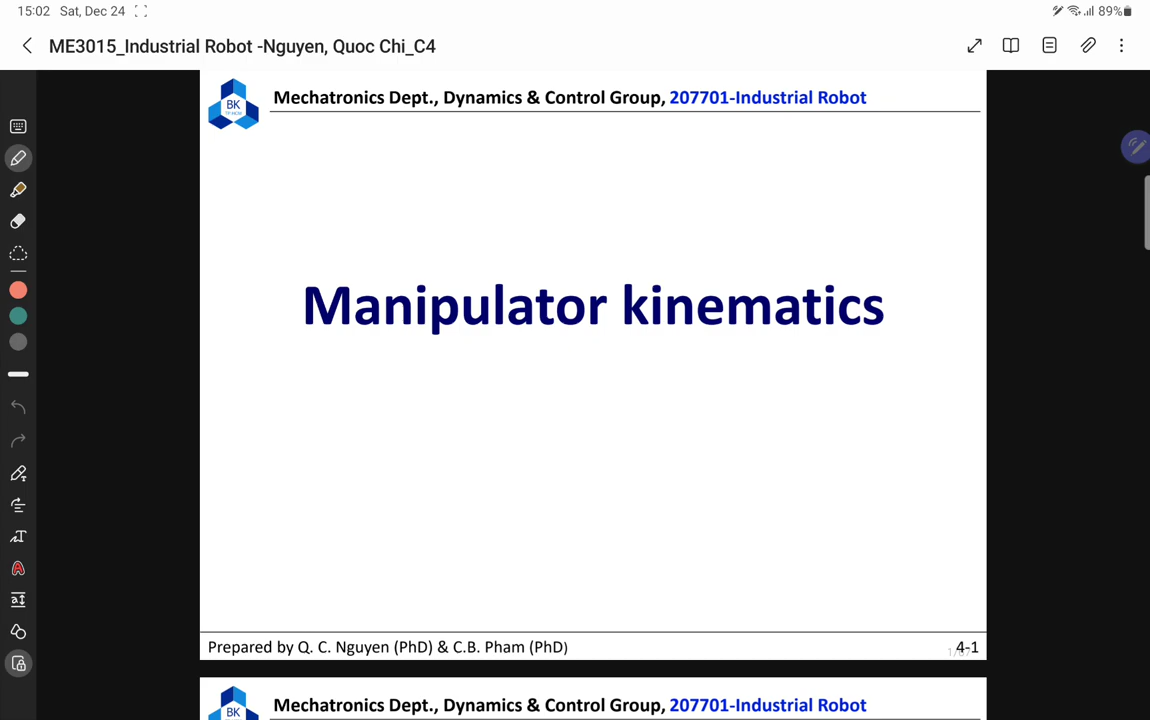 15:02 Sat, Dec 24 89%
ME3015_Industrial Robot -Nguyen, Quoc Chi_C4
BK
TP.HCM
Mechatronics Dept., Dynamics & Control Group, 207701-Industrial Robot
Manipulator kinematics
Prepared by Q. C. Nguyen (PhD) & C.B. Pham (PhD)
4-1
BK
Mechatronics Dept., Dynamics & Control Group, 207701-Industrial Robot